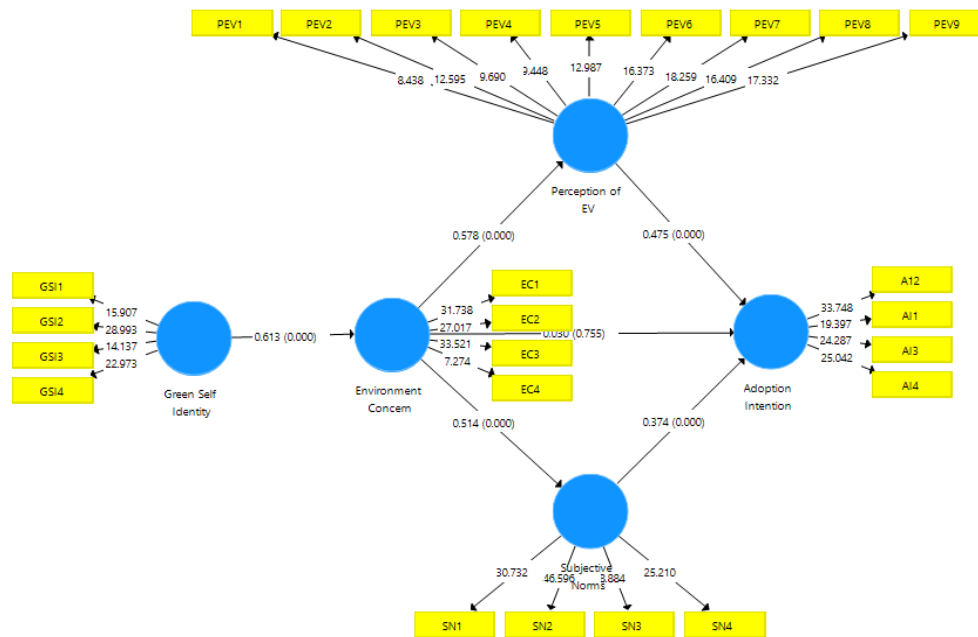 PEV1 PEV2 PEV3 PEV4 PEV5 PEV6 PEV7 PEV8 PEV9
8.438 12.595 9.690 9.448 12.987 16.373 18.259 16.409 17.332
Perception of
EV
0.578 (0.000) 0.475 (0.000)
GSI1
GSI2
GSI3
GSI4
15.907
28.993
14.137
22.973
Green Self
Identity
0.613 (0.000)
Environment
Concern
31.738
27.017
33.521
7.274
EC1
EC2
EC3
EC4
0.030 (0.755)
Adoption
Intention
33.748
19.397
24.287
25.042
A12
AI1
AI3
AI4
0.514 (0.000) 0.374 (0.000)
Subjective
Norms
30.732 46.596 25.210
SN1 SN2 SN3 SN4